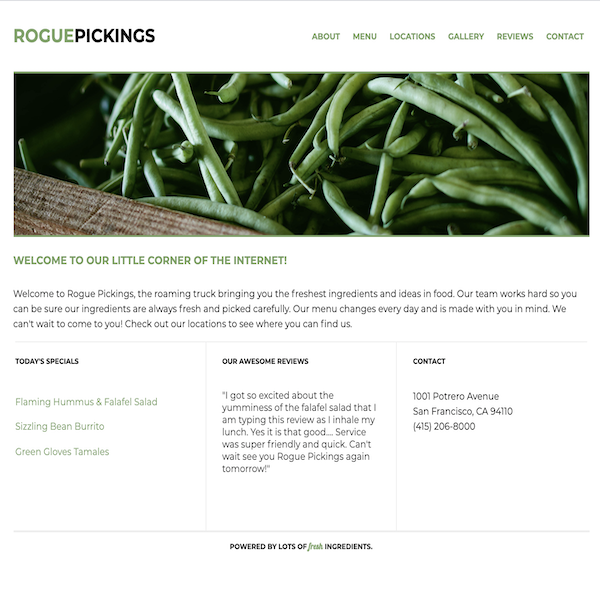 ROGUEPICKINGS
ABOUT MENU LOCATIONS GALLERY REVIEWS CONTACT
WELCOME TO OUR LITTLE CORNER OF THE INTERNET!
Welcome to Rogue Pickings, the roaming truck bringing you the freshest ingredients and ideas in food. Our team works hard so you
can be sure our ingredients are always fresh and picked carefully. Our menu changes every day and is made with you in mind. We
can't wait to come to you! Check out our locations to see where you can find us.
TODAY'S SPECIALS
Flaming Hummus & Falafel Salad
Sizzling Bean Burrito
Green Gloves Tamales
OUR AWESOME REVIEWS
"I got so excited about the
yumminess of the falafel salad that I
am typing this review as I inhale my
lunch. Yes it is that good.... Service
was super friendly and quick. Can't
wait see you Rogue Pickings again
tomorrow!"
CONTACT
1001 Potrero Avenue
San Francisco, CA 94110
(415) 206-8000
POWERED BY LOTS OF fresh INGREDIENTS.